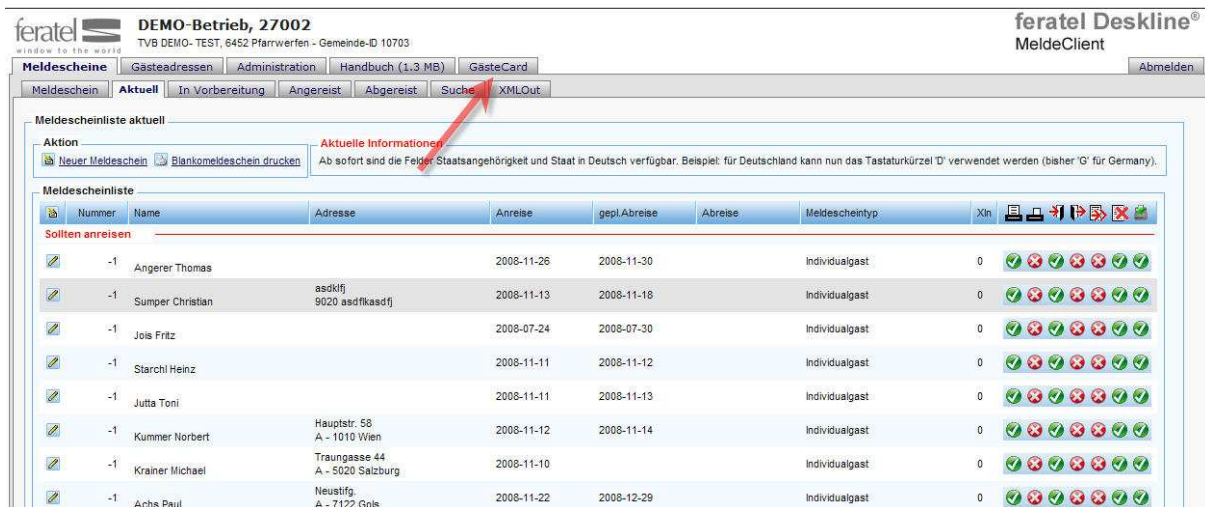 feratel
window to the world
DEMO-Betrieb, 27002
TVB DEMO- TEST, 6452 Pfarrwerfen - Gemeinde-ID 10703
feratel Deskline®
MeldeClient
Meldescheine Gästeadressen Administration Handbuch (1.3 MB) GästeCard Abmelden
Meldeschein Aktuell In Vorbereitung Angereist Abgereist Suche XMLOut
Meldescheinliste aktuell
Aktion
Neuer Meldeschein Blankomeldeschein drucken
Aktuelle Informationen
Ab sofort sind die Felder Staatsangehörigkeit und Staat in Deutsch verfügbar. Beispiel: für Deutschland kann nun das Tastaturkürzel 'D' verwendet werden (bisher 'G' für Germany).
Meldescheinliste
Nummer Name Adresse Anreise gepl.Abreise Abreise Meldescheintyp XIn
Sollten anreisen
-1 Angerer Thomas 2008-11-26 2008-11-30 Individualgast 0
-1 Sumper Christian asdklfj 2008-11-13 2008-11-18 Individualgast 0
9020 asdflkasdfj
-1 Jois Fritz 2008-07-24 2008-07-30 Individualgast 0
-1 Starchl Heinz 2008-11-11 2008-11-12 Individualgast 0
-1 Jutta Toni 2008-11-11 2008-11-13 Individualgast 0
-1 Kummer Norbert Hauptstr. 58 2008-11-12 2008-11-14 Individualgast 0
A - 1010 Wien
-1 Krainer Michael Traungasse 44 2008-11-10 Individualgast 0
A - 5020 Salzburg
-1 Achs Paul Neustifg. 2008-11-22 2008-12-29 Individualgast 0
A - 7122 Gols